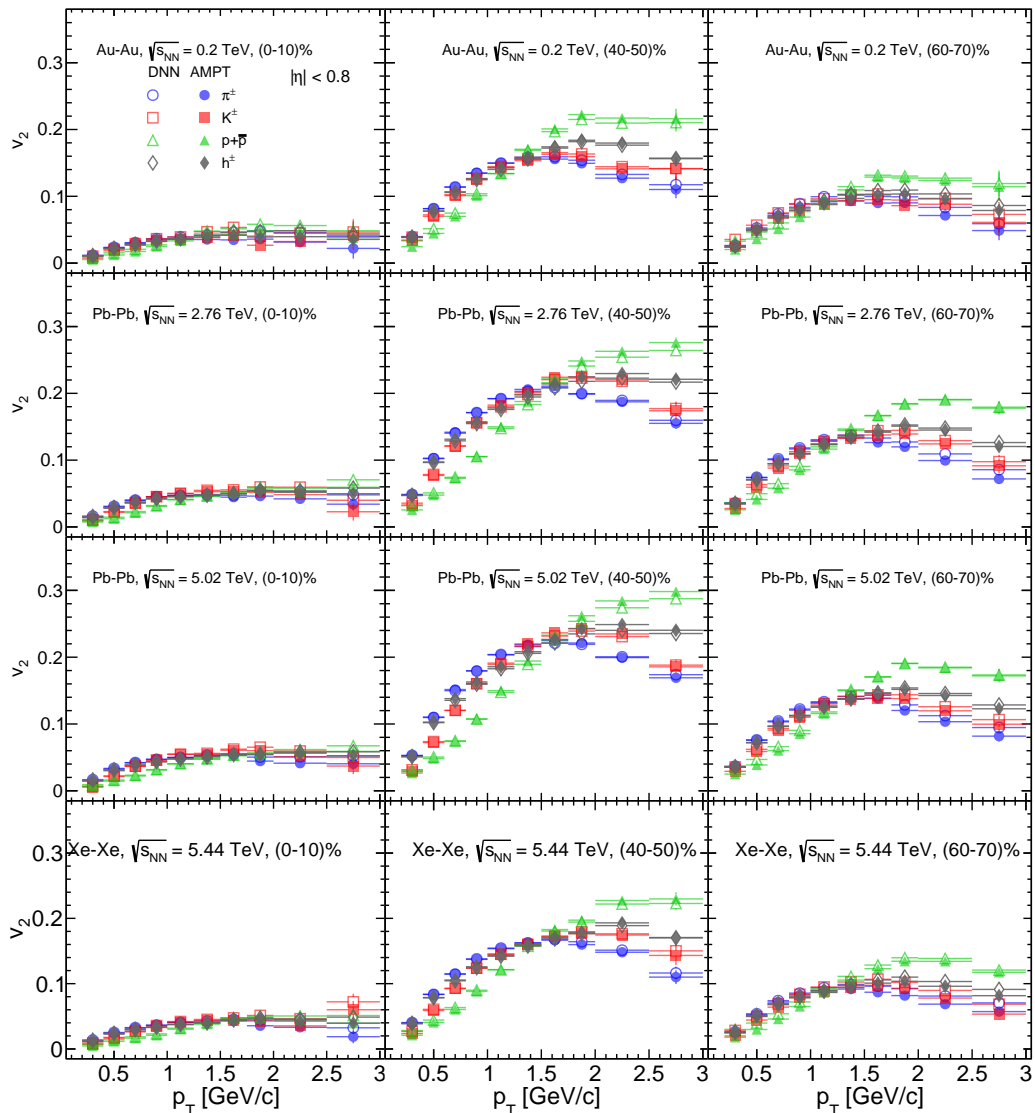 Au-Au, √sNN = 0.2 TeV, (0-10)%
Au-Au, √sNN = 0.2 TeV, (40-50)%
Au-Au, √sNN = 0.2 TeV, (60-70)%
DNN AMPT |η| < 0.8
π±
K±
p+p̅
h±
v2
0.3
0.2
0.1
0
Pb-Pb, √sNN = 2.76 TeV, (0-10)%
Pb-Pb, √sNN = 2.76 TeV, (40-50)%
Pb-Pb, √sNN = 2.76 TeV, (60-70)%
v2
0.3
0.2
0.1
0
Pb-Pb, √sNN = 5.02 TeV, (0-10)%
Pb-Pb, √sNN = 5.02 TeV, (40-50)%
Pb-Pb, √sNN = 5.02 TeV, (60-70)%
v2
0.3
0.2
0.1
0
Xe-Xe, √sNN = 5.44 TeV, (0-10)%
Xe-Xe, √sNN = 5.44 TeV, (40-50)%
Xe-Xe, √sNN = 5.44 TeV, (60-70)%
v2
0.3
0.2
0.1
0
0.5 1 1.5 2 2.5 3
0.5 1 1.5 2 2.5 3
0.5 1 1.5 2 2.5 3
pT [GeV/c]
pT [GeV/c]
pT [GeV/c]